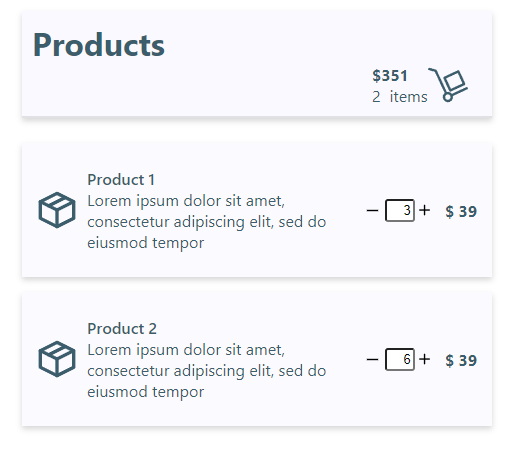 Products
$351
2 items
Product 1
Lorem ipsum dolor sit amet,
consectetur adipiscing elit, sed do
eiusmod tempor
− 3 + $ 39
Product 2
Lorem ipsum dolor sit amet,
consectetur adipiscing elit, sed do
eiusmod tempor
− 6 + $ 39